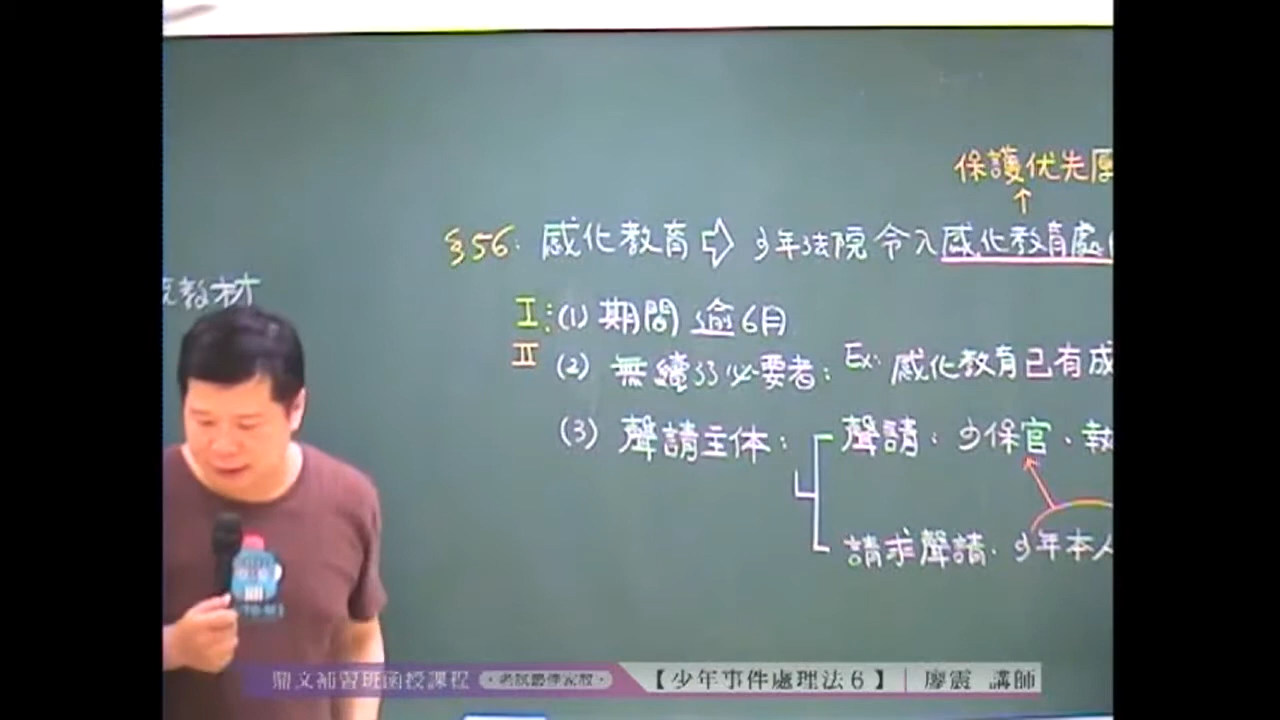 保護优先原
§56: 感化教育 ⇨ 少年法院 令入感化教育處
教材
I: (1) 期間 逾6月
II (2) 無繼續必要者: Ex: 感化教育已有成
(3) 聲請主体: 聲請: 少保官、執
請求聲請. 少年本人
鼎文補習班函授課程
【少年事件處理法6】 | 廖震 講師